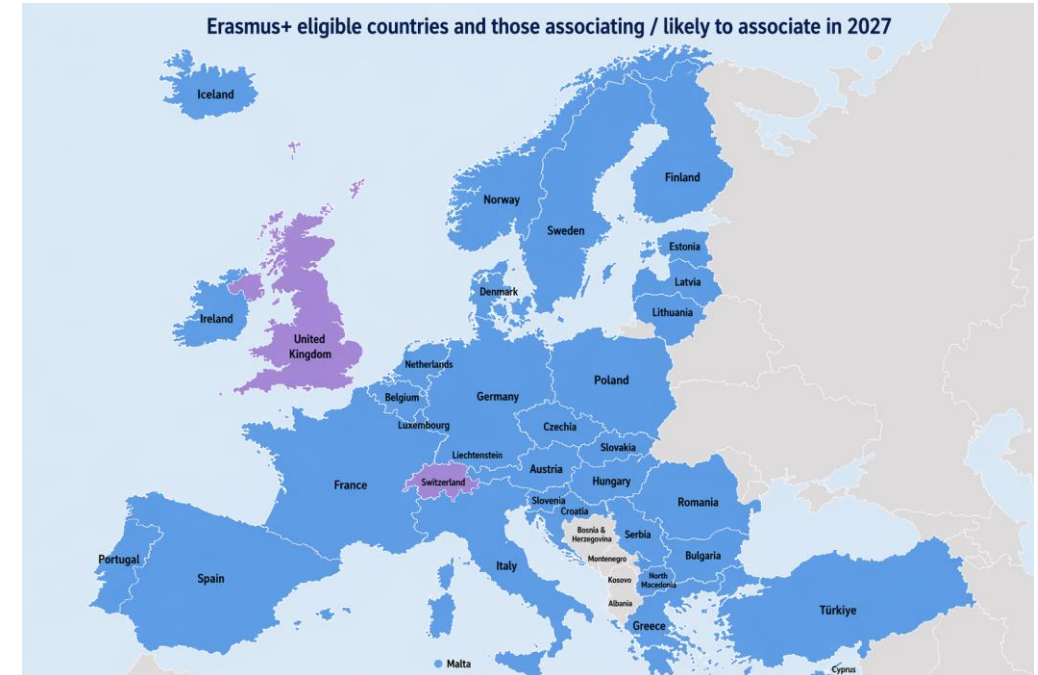 Erasmus+ eligible countries and those associating / likely to associate in 2027
Iceland
Finland
Norway
Sweden
Estonia
Latvia
Denmark
Lithuania
Ireland
United
Kingdom
Netherlands
Poland
Belgium
Germany
Luxembourg
Czechia
Slovakia
Liechtenstein
Austria
Switzerland
France
Hungary
Slovenia
Romania
Croatia
Bosnia &
Herzegovina
Serbia
Montenegro
Bulgaria
Portugal
Spain
Italy
Kosovo
North
Macedonia
Albania
Türkiye
Greece
Malta
Cyprus